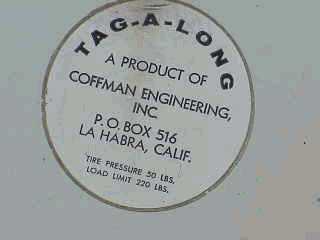 TAG-A-LONG
A PRODUCT OF
COFFMAN ENGINEERING,
INC.
P.O. BOX 516
LA HABRA, CALIF.
TIRE PRESSURE 50 LBS.
LOAD LIMIT 220 LBS.